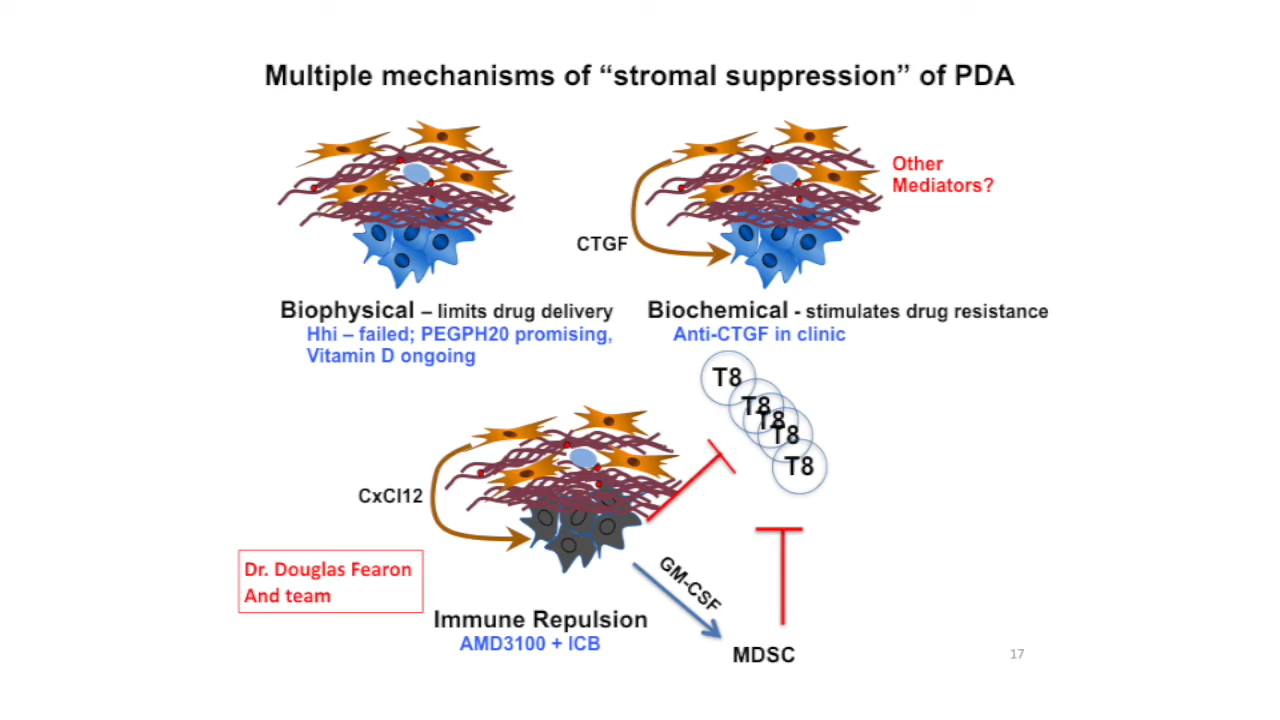 Multiple mechanisms of “stromal suppression” of PDA
Other
Mediators?
CTGF
Biophysical – limits drug delivery
Hhi – failed; PEGPH20 promising,
Vitamin D ongoing
Biochemical - stimulates drug resistance
Anti-CTGF in clinic
T8
T8
T8
T8
T8
CxCl12
Dr. Douglas Fearon
And team
GM-CSF
Immune Repulsion
AMD3100 + ICB
MDSC
17